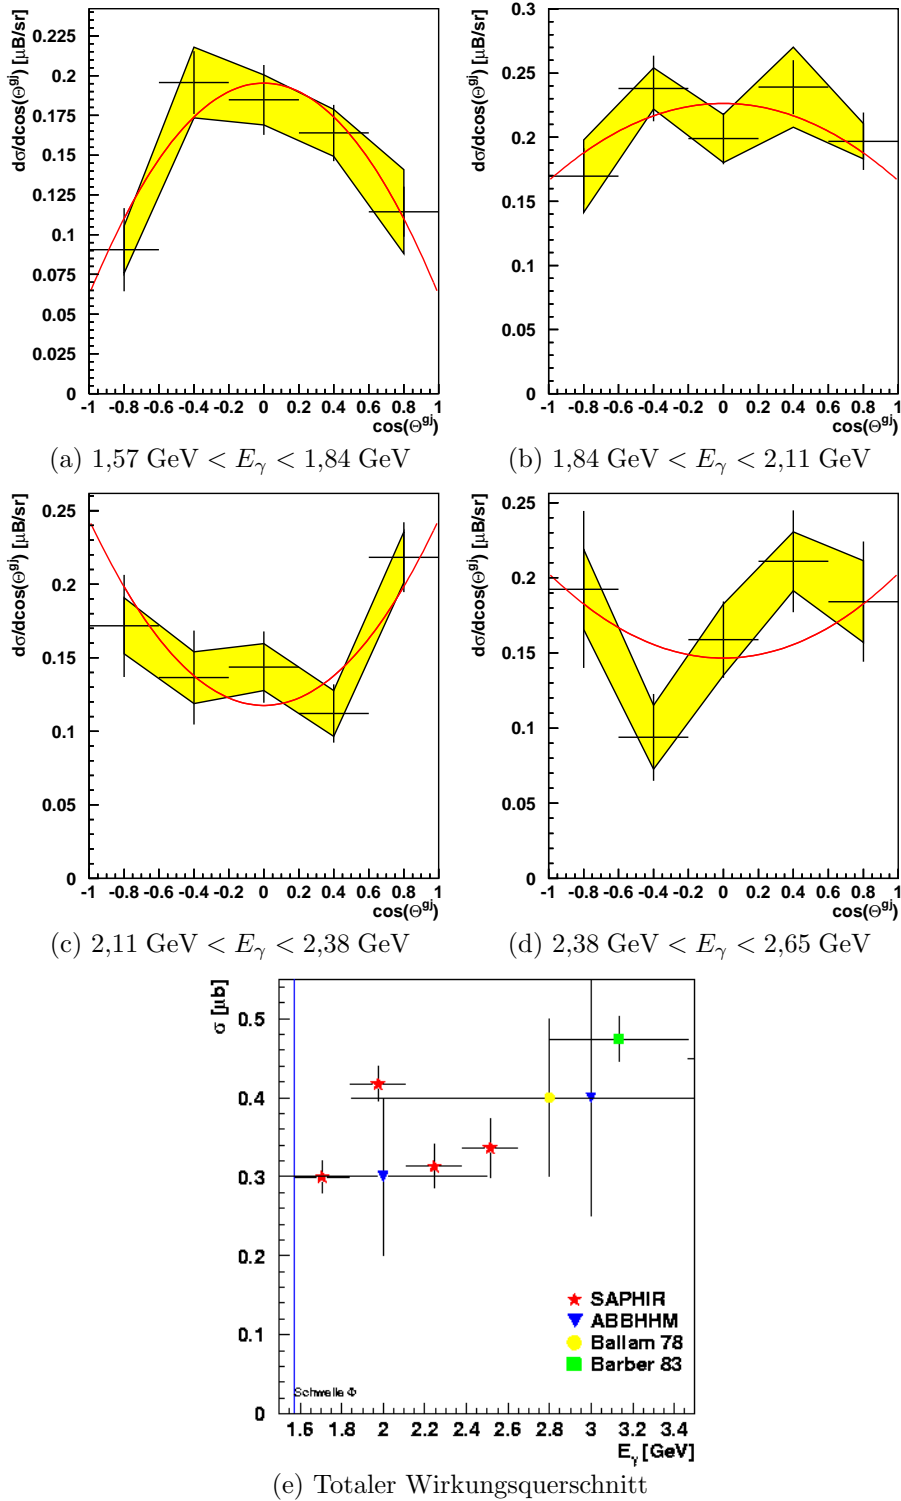 dσ/dcos(Θ^gj) [μB/sr]
0.225
0.2
0.175
0.15
0.125
0.1
0.075
0.05
0.025
0
-1 -0.8 -0.6 -0.4 -0.2 0 0.2 0.4 0.6 0.8 1
cos(Θ^gj)
(a) 1,57 GeV < E_γ < 1,84 GeV
dσ/dcos(Θ^gj) [μB/sr]
0.3
0.25
0.2
0.15
0.1
0.05
0
-1 -0.8 -0.6 -0.4 -0.2 0 0.2 0.4 0.6 0.8 1
cos(Θ^gj)
(b) 1,84 GeV < E_γ < 2,11 GeV
dσ/dcos(Θ^gj) [μB/sr]
0.25
0.2
0.15
0.1
0.05
0
-1 -0.8 -0.6 -0.4 -0.2 0 0.2 0.4 0.6 0.8 1
cos(Θ^gj)
(c) 2,11 GeV < E_γ < 2,38 GeV
dσ/dcos(Θ^gj) [μB/sr]
0.25
0.2
0.15
0.1
0.05
0
-1 -0.8 -0.6 -0.4 -0.2 0 0.2 0.4 0.6 0.8 1
cos(Θ^gj)
(d) 2,38 GeV < E_γ < 2,65 GeV
σ [μb]
0.5
0.4
0.3
0.2
0.1
0
SAPHIR
ABBHHM
Ballam 78
Barber 83
Schwelle Φ
1.6 2 2.2 2.4 2.6 2.8 3 3.2 3.4
E_γ [GeV]
(e) Totaler Wirkungsquerschnitt